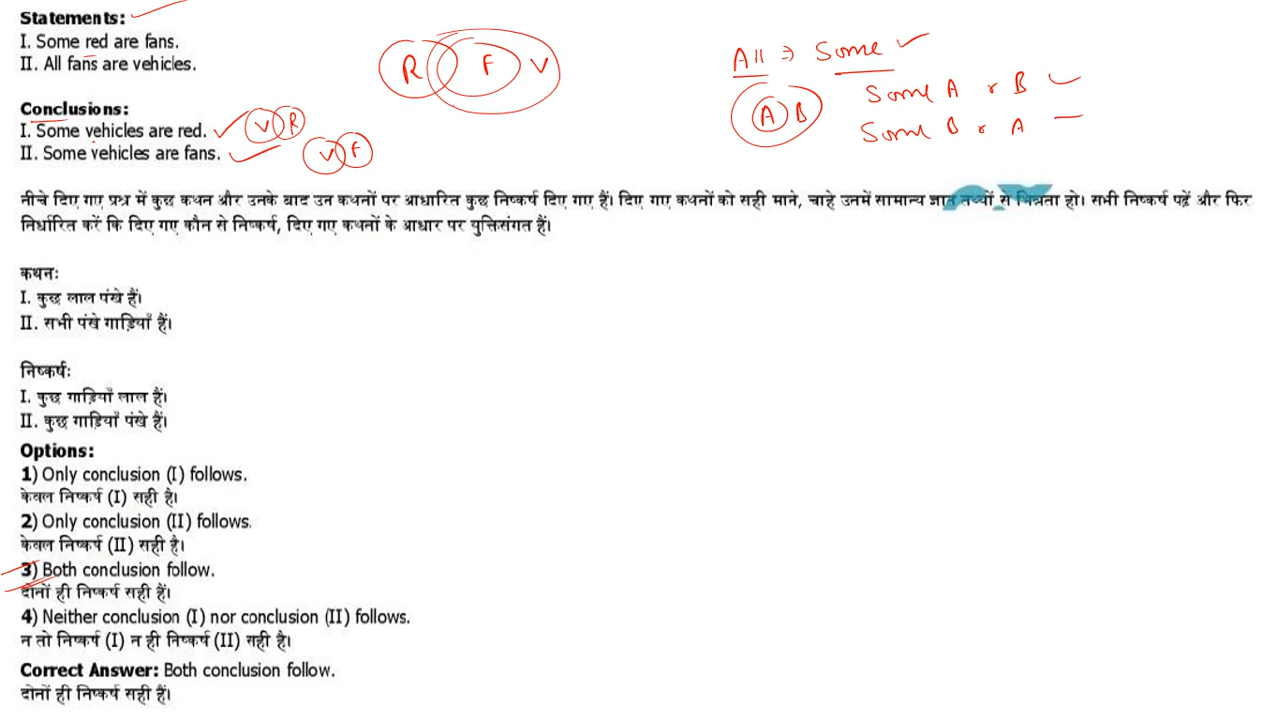 Statements:
I. Some red are fans.
II. All fans are vehicles.
Conclusions:
I. Some vehicles are red.
II. Some vehicles are fans.
R F V
V R
V F
All ⇒ Some
A B
Some A r B
Some B r A
नीचे दिए गए प्रश्न में कुछ कथन और उनके बाद उन कथनों पर आधारित कुछ निष्कर्ष दिए गए हैं। दिए गए कथनों को सही माने, चाहे उनमें सामान्य ज्ञात तथ्यों से भिन्नता हो। सभी निष्कर्ष पढ़ें और फिर
निर्धारित करें कि दिए गए कौन से निष्कर्ष, दिए गए कथनों के आधार पर युक्तिसंगत हैं।
कथनः
I. कुछ लाल पंखे हैं।
II. सभी पंखे गाड़ियाँ हैं।
निष्कर्षः
I. कुछ गाड़ियाँ लाल हैं।
II. कुछ गाड़ियाँ पंखे हैं।
Options:
1) Only conclusion (I) follows.
केवल निष्कर्ष (I) सही है।
2) Only conclusion (II) follows.
केवल निष्कर्ष (II) सही है।
3) Both conclusion follow.
दोनों ही निष्कर्ष सही हैं।
4) Neither conclusion (I) nor conclusion (II) follows.
न तो निष्कर्ष (I) न ही निष्कर्ष (II) सही है।
Correct Answer: Both conclusion follow.
दोनों ही निष्कर्ष सही हैं।